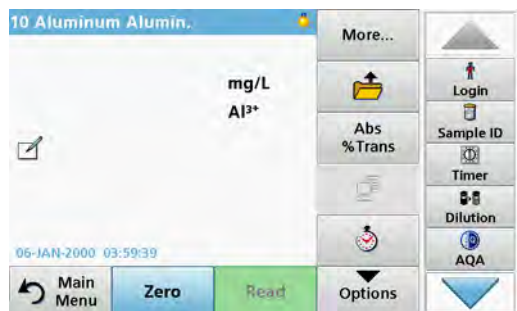 10 Aluminum Alumin.
mg/L
Al³⁺
06-JAN-2000 03:59:39
Main
Menu
Zero
Read
More...
Abs
%Trans
Options
Login
Sample ID
Timer
Dilution
AQA